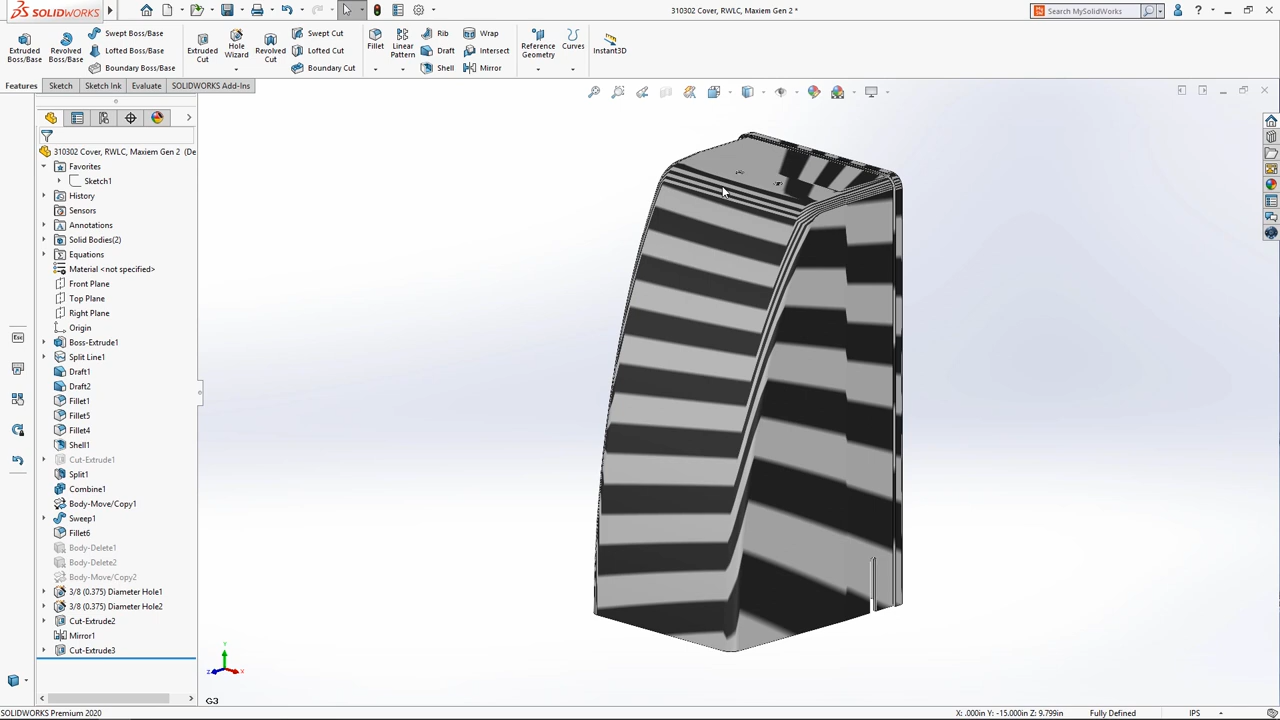 SOLIDWORKS
310302 Cover, RWLC, Maxiem Gen 2 *
Search MySolidWorks
Extruded Boss/Base
Revolved Boss/Base
Swept Boss/Base
Lofted Boss/Base
Boundary Boss/Base
Extruded Cut
Hole Wizard
Revolved Cut
Swept Cut
Lofted Cut
Boundary Cut
Fillet
Linear Pattern
Rib
Draft
Shell
Wrap
Intersect
Mirror
Reference Geometry
Curves
Instant3D
Features
Sketch
Sketch Ink
Evaluate
SOLIDWORKS Add-Ins
310302 Cover, RWLC, Maxiem Gen 2 (De
Favorites
Sketch1
History
Sensors
Annotations
Solid Bodies(2)
Equations
Material <not specified>
Front Plane
Top Plane
Right Plane
Origin
Boss-Extrude1
Split Line1
Draft1
Draft2
Fillet1
Fillet5
Fillet4
Shell1
Cut-Extrude1
Split1
Combine1
Body-Move/Copy1
Sweep1
Fillet6
Body-Delete1
Body-Delete2
Body-Move/Copy2
3/8 (0.375) Diameter Hole1
3/8 (0.375) Diameter Hole2
Cut-Extrude2
Mirror1
Cut-Extrude3
Esc
Y
Z
X
G3
SOLIDWORKS Premium 2020
X: .000in Y: -15.000in Z: 9.799in
Fully Defined
IPS